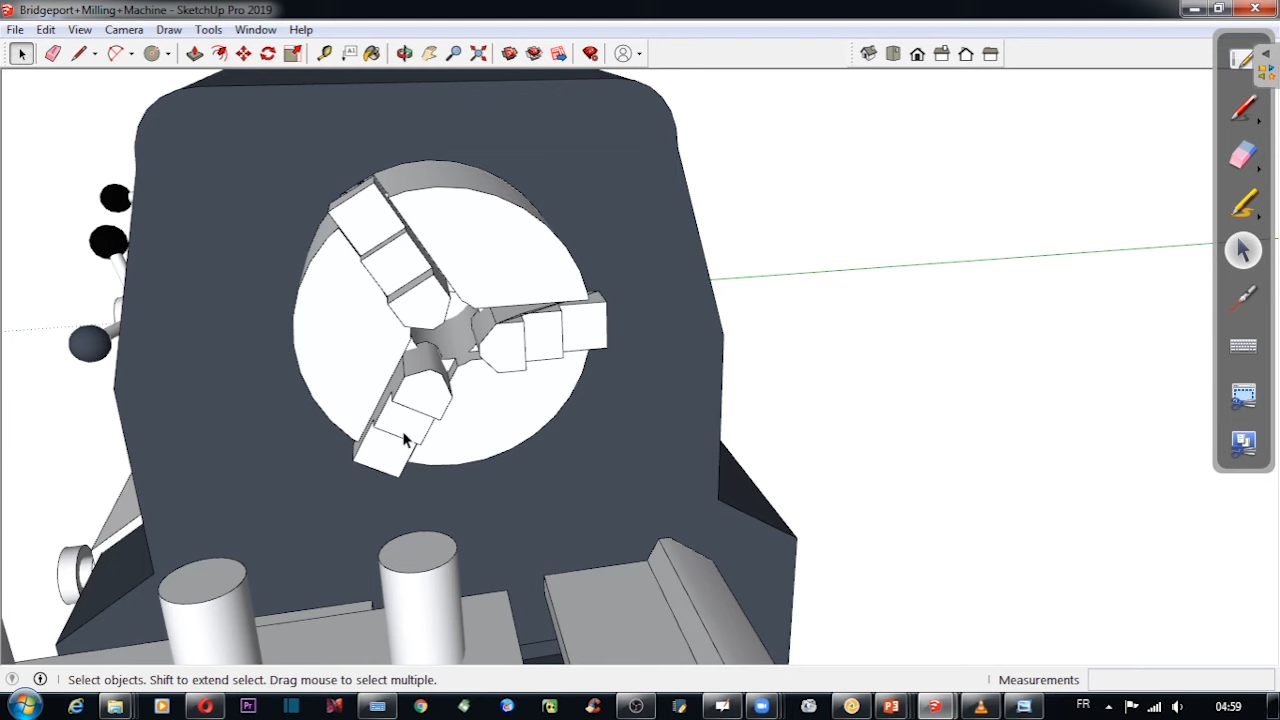 Bridgeport+Milling+Machine - SketchUp Pro 2019
File Edit View Camera Draw Tools Window Help
Select objects. Shift to extend select. Drag mouse to select multiple.
Measurements
FR
04:59